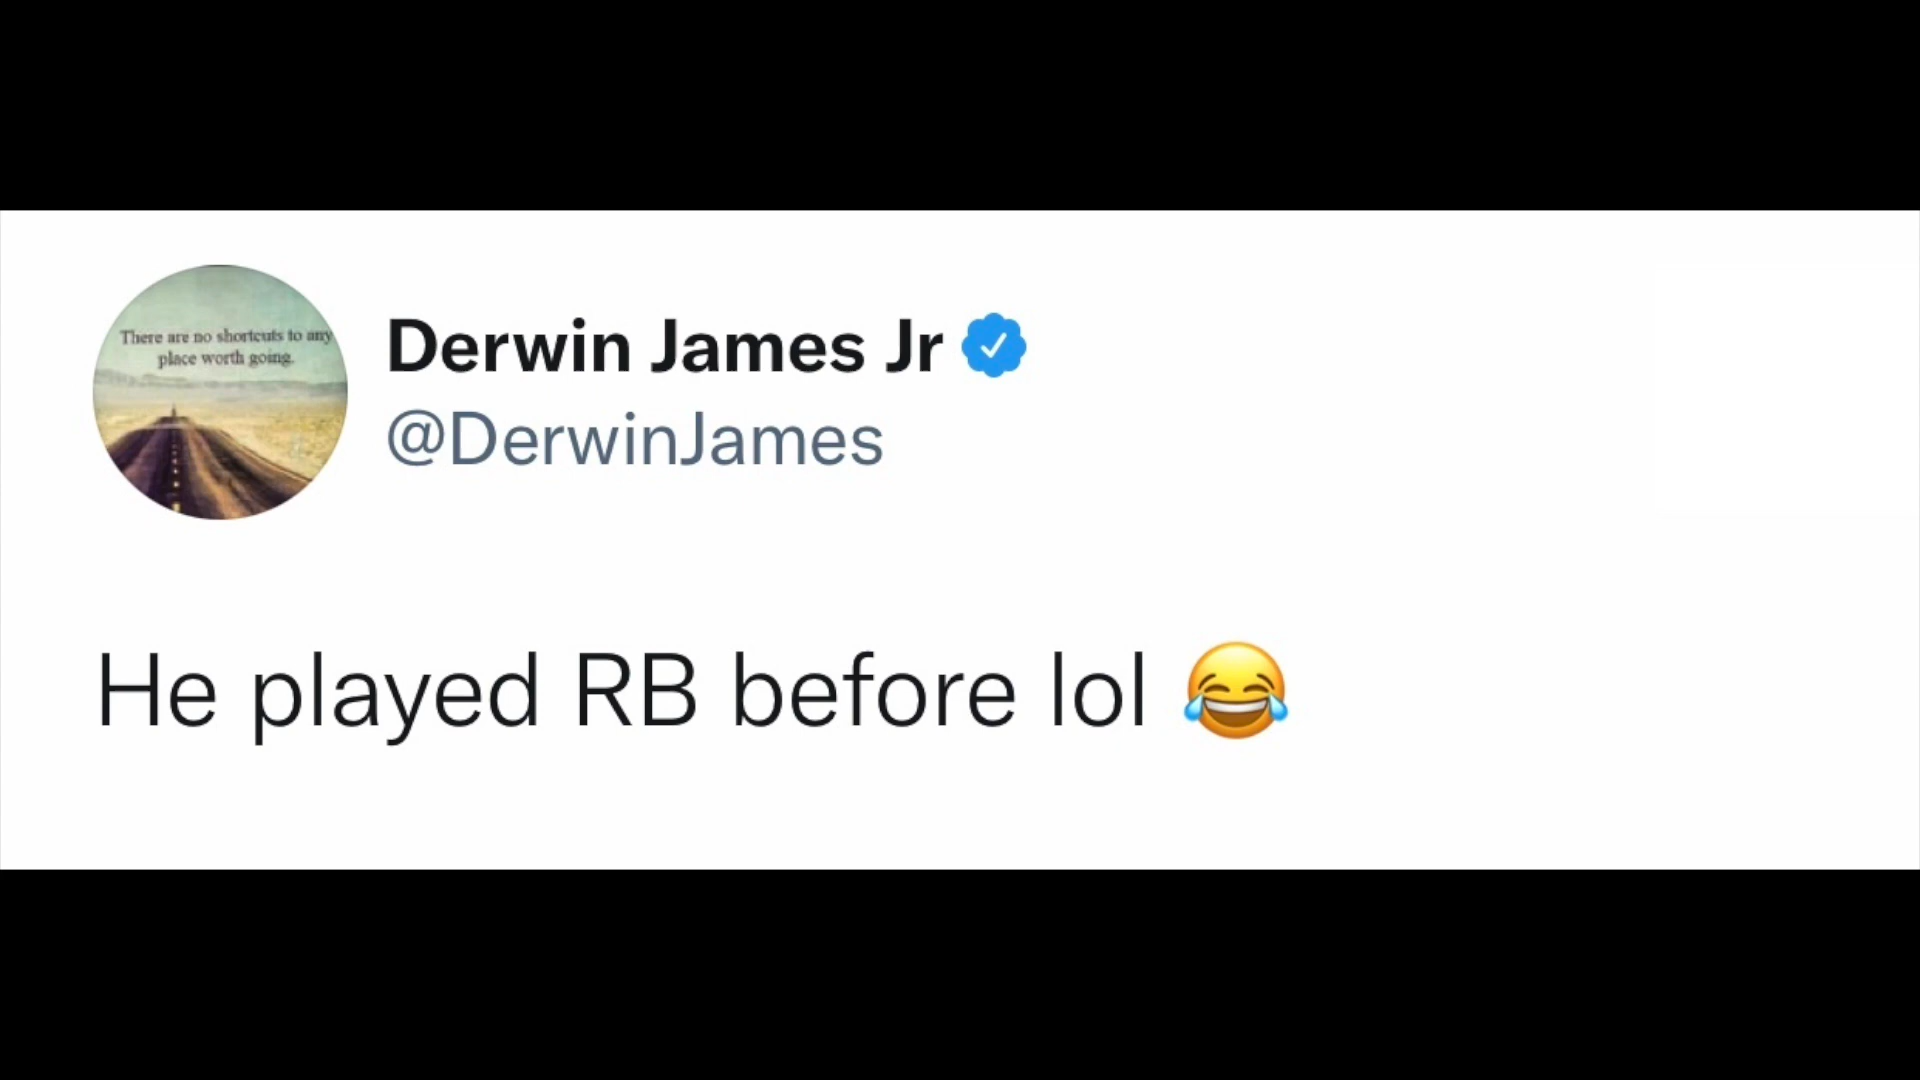 There are no shortcuts to any
place worth going.
Derwin James Jr
@DerwinJames
He played RB before lol 😂